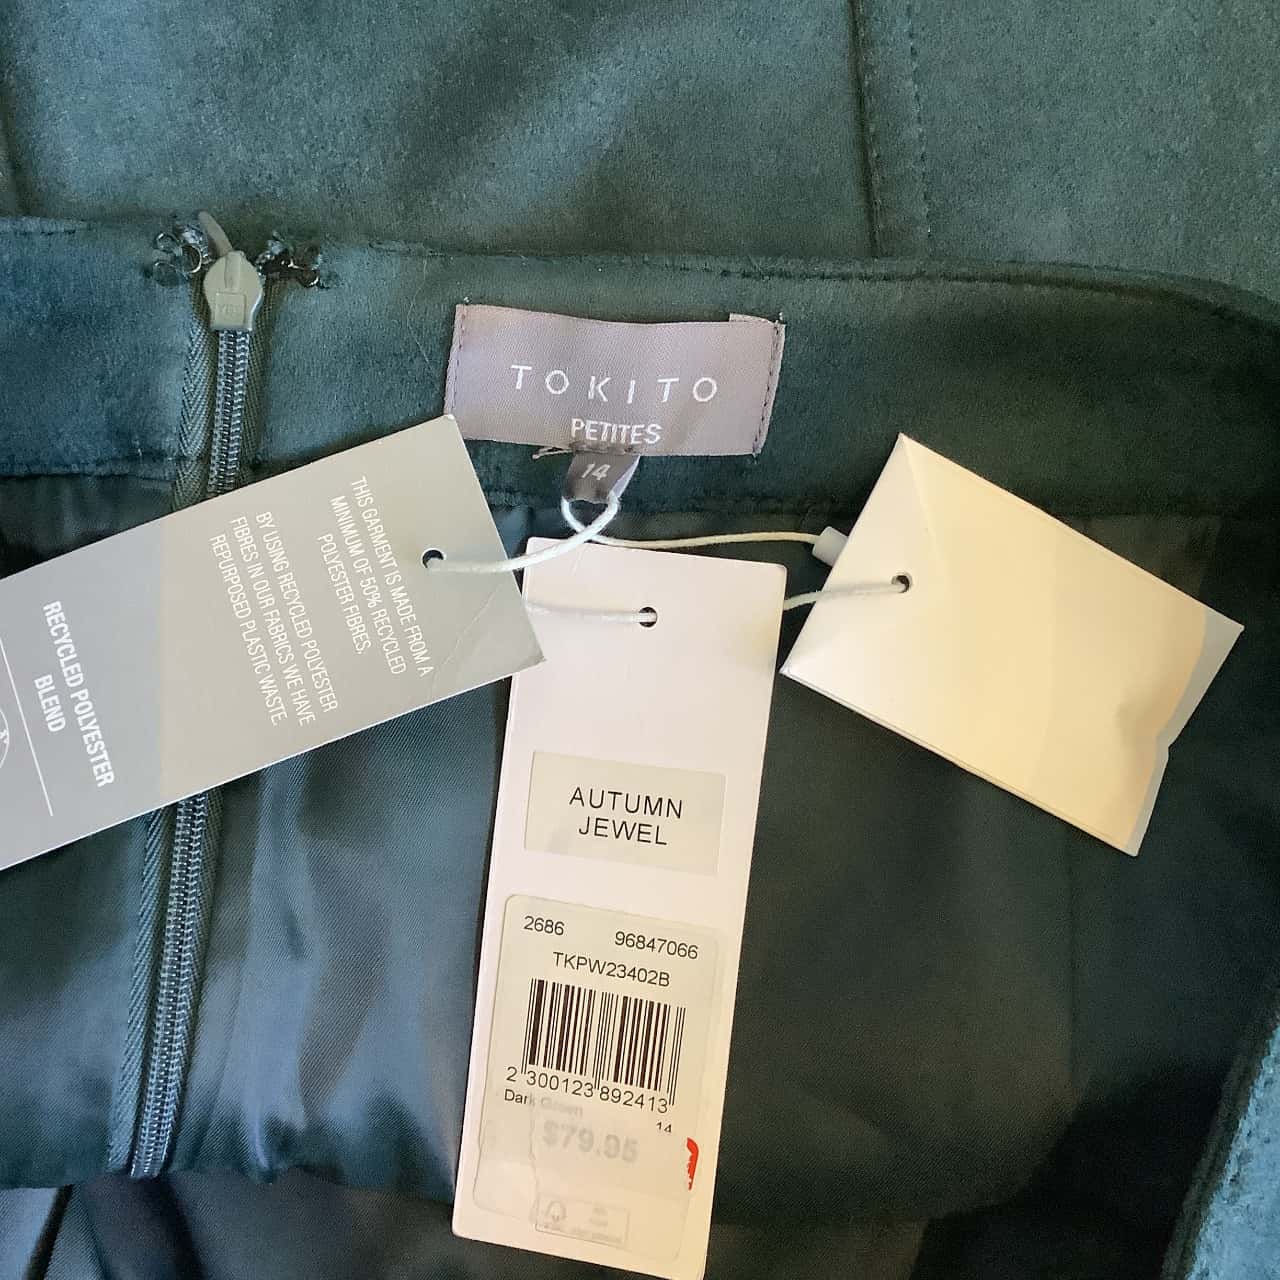 TOKITO
PETITES
14
THIS GARMENT IS MADE FROM A
MINIMUM OF 50% RECYCLED
POLYESTER FIBRES.
BY USING RECYCLED POLYESTER
FIBRES IN OUR FABRICS WE HAVE
REPURPOSED PLASTIC WASTE
RECYCLED POLYESTER
BLEND
AUTUMN
JEWEL
2686 96847066
TKPW23402B
2 300123 892413
Dark Green
14
$79.95